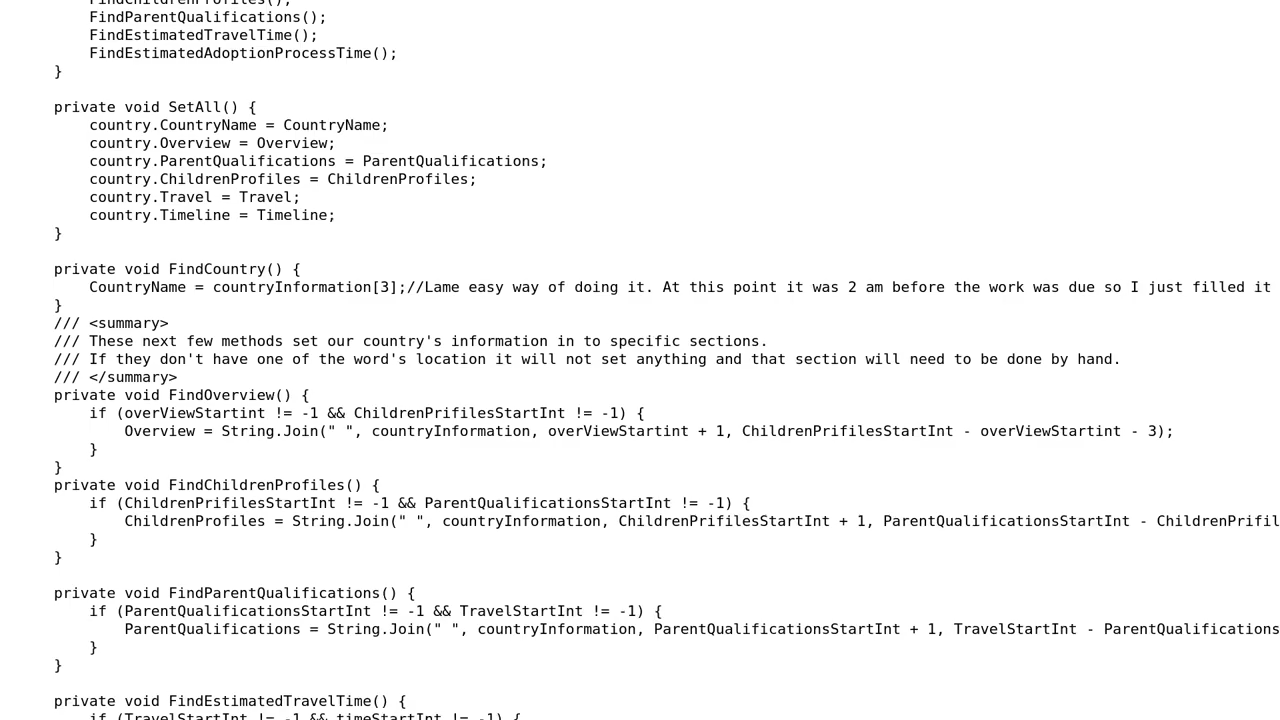 FindChildrenProfiles();
FindParentQualifications();
FindEstimatedTravelTime();
FindEstimatedAdoptionProcessTime();
}
private void SetAll() {
country.CountryName = CountryName;
country.Overview = Overview;
country.ParentQualifications = ParentQualifications;
country.ChildrenProfiles = ChildrenProfiles;
country.Travel = Travel;
country.Timeline = Timeline;
}
private void FindCountry() {
CountryName = countryInformation[3];//Lame easy way of doing it. At this point it was 2 am before the work was due so I just filled it
}
/// <summary>
/// These next few methods set our country's information in to specific sections.
/// If they don't have one of the word's location it will not set anything and that section will need to be done by hand.
/// </summary>
private void FindOverview() {
if (overViewStartint != -1 && ChildrenPrifilesStartInt != -1) {
Overview = String.Join(" ", countryInformation, overViewStartint + 1, ChildrenPrifilesStartInt - overViewStartint - 3);
}
}
private void FindChildrenProfiles() {
if (ChildrenPrifilesStartInt != -1 && ParentQualificationsStartInt != -1) {
ChildrenProfiles = String.Join(" ", countryInformation, ChildrenPrifilesStartInt + 1, ParentQualificationsStartInt - ChildrenPrifil
}
}
private void FindParentQualifications() {
if (ParentQualificationsStartInt != -1 && TravelStartInt != -1) {
ParentQualifications = String.Join(" ", countryInformation, ParentQualificationsStartInt + 1, TravelStartInt - ParentQualifications
}
}
private void FindEstimatedTravelTime() {
if (TravelStartInt != -1 && timeStartInt != -1) {